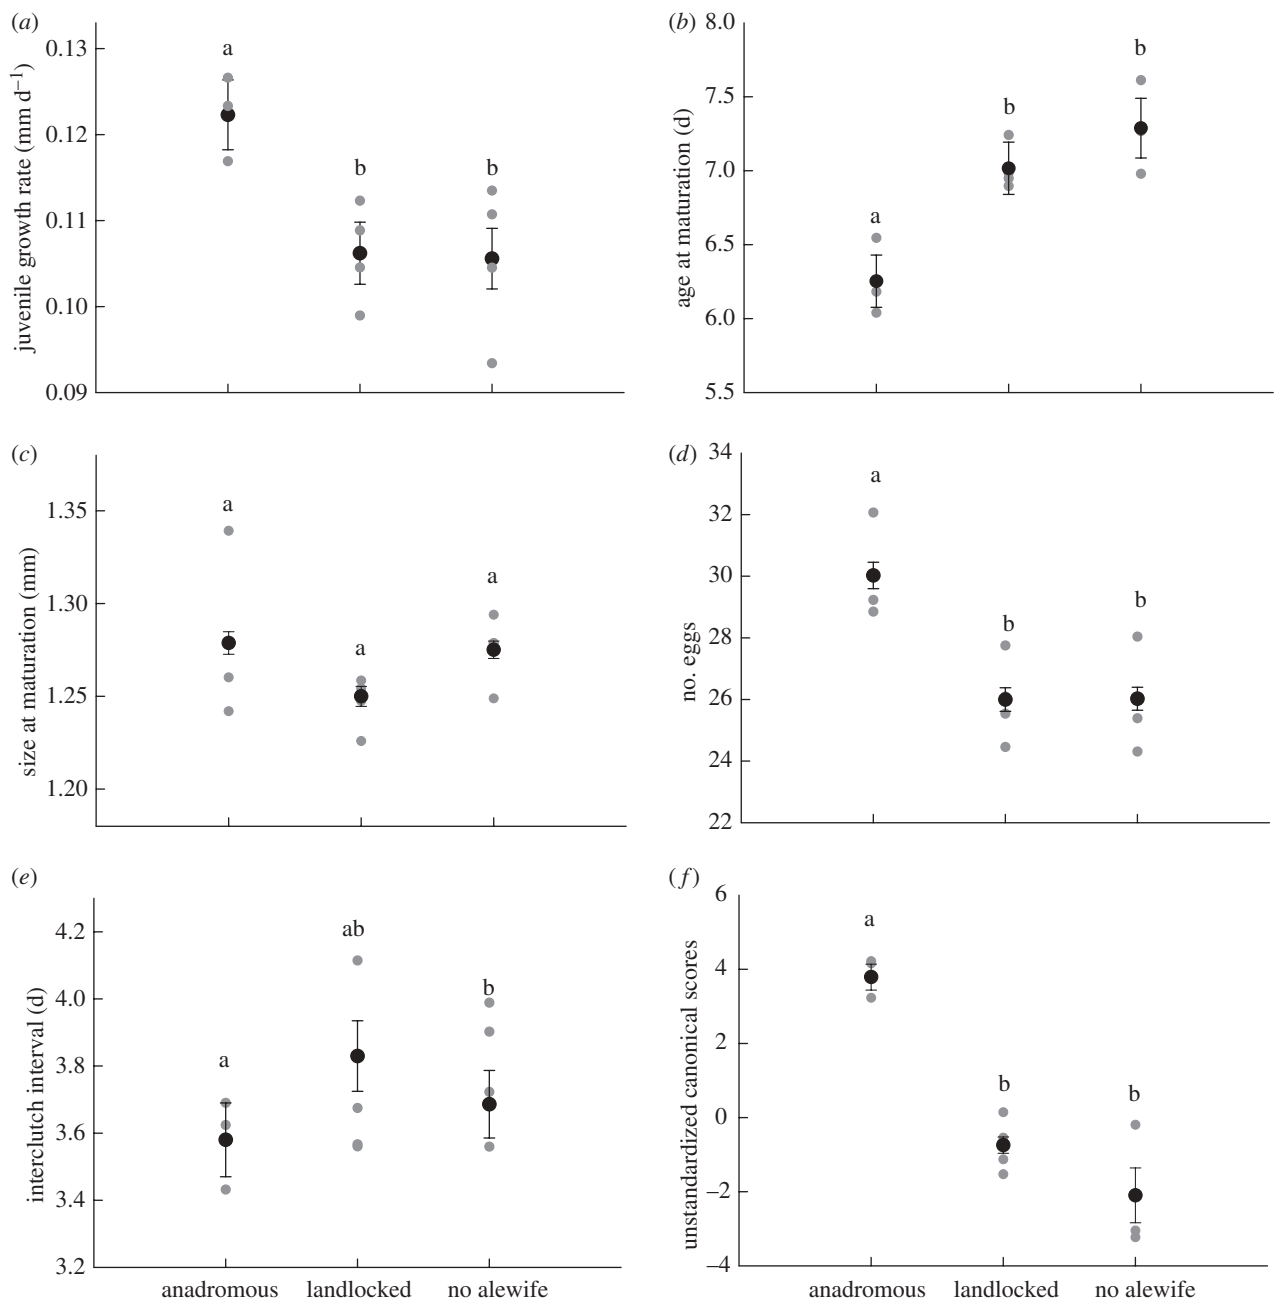 (a)
juvenile growth rate (mm d⁻¹)
0.13
0.12
0.11
0.10
0.09
a
b
b
(b)
age at maturation (d)
8.0
7.5
7.0
6.5
6.0
5.5
a
b
b
(c)
size at maturation (mm)
1.35
1.30
1.25
1.20
a
a
a
(d)
no. eggs
34
32
30
28
26
24
22
a
b
b
(e)
interclutch interval (d)
4.2
4.0
3.8
3.6
3.4
3.2
a
ab
b
anadromous landlocked no alewife
(f)
unstandardized canonical scores
6
4
2
0
−2
−4
a
b
b
anadromous landlocked no alewife